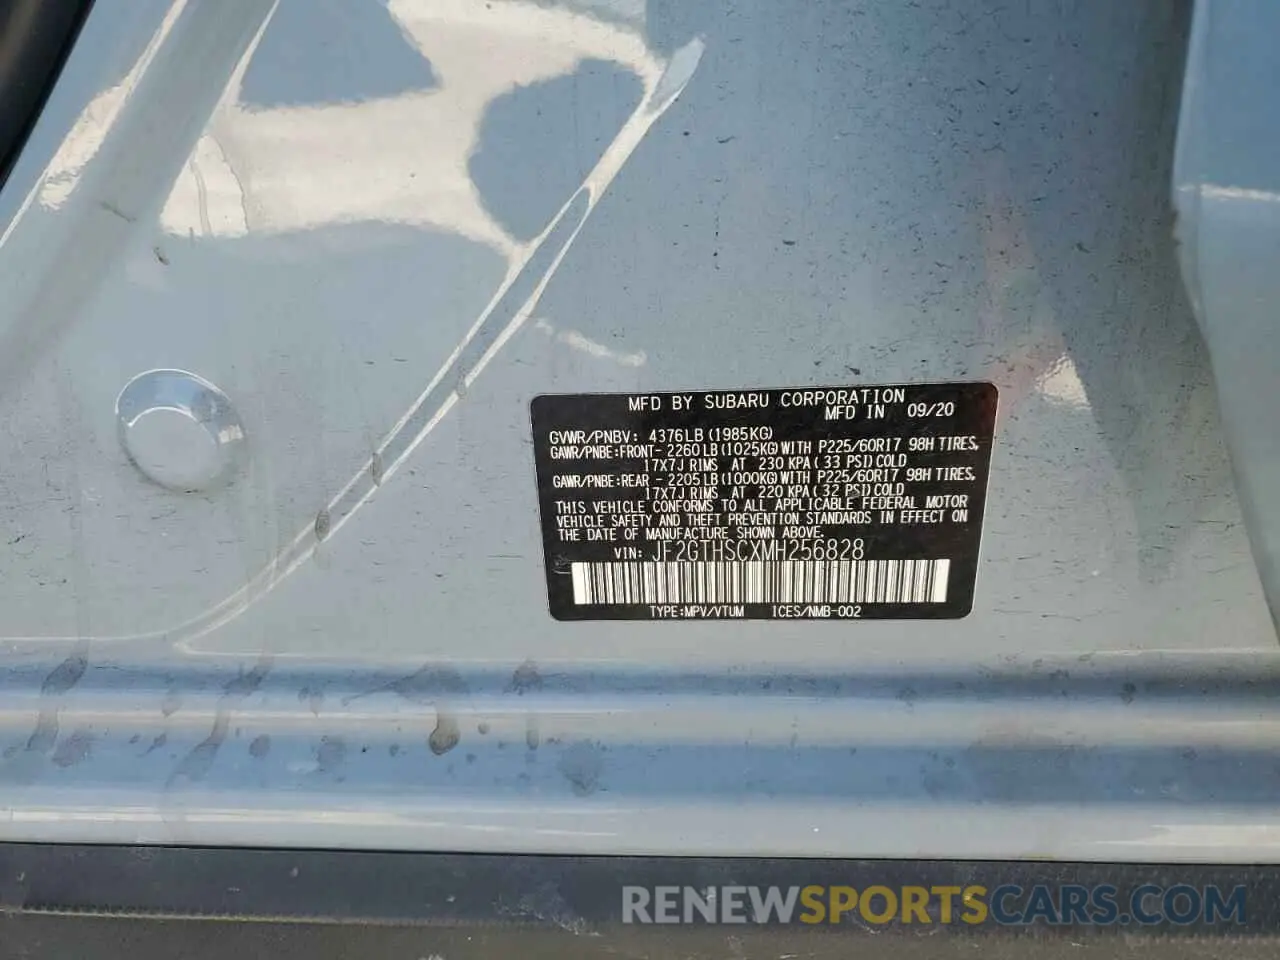 MFD BY SUBARU CORPORATION
MFD IN 09/20
GVWR/PNBV: 4376LB (1985KG)
GAWR/PNBE:FRONT- 2260LB (1025KG) WITH P225/60R17 98H TIRES,
17X7J RIMS AT 230 KPA (33 PSI) COLD
GAWR/PNBE:REAR - 2205LB (1000KG) WITH P225/60R17 98H TIRES,
17X7J RIMS AT 220 KPA (32 PSI) COLD
THIS VEHICLE CONFORMS TO ALL APPLICABLE FEDERAL MOTOR
VEHICLE SAFETY AND THEFT PREVENTION STANDARDS IN EFFECT ON
THE DATE OF MANUFACTURE SHOWN ABOVE.
VIN: JF2GTHSCXMH256828
TYPE:MPV/VTUM ICES/NMB-002
RENEWSPORTSCARS.COM